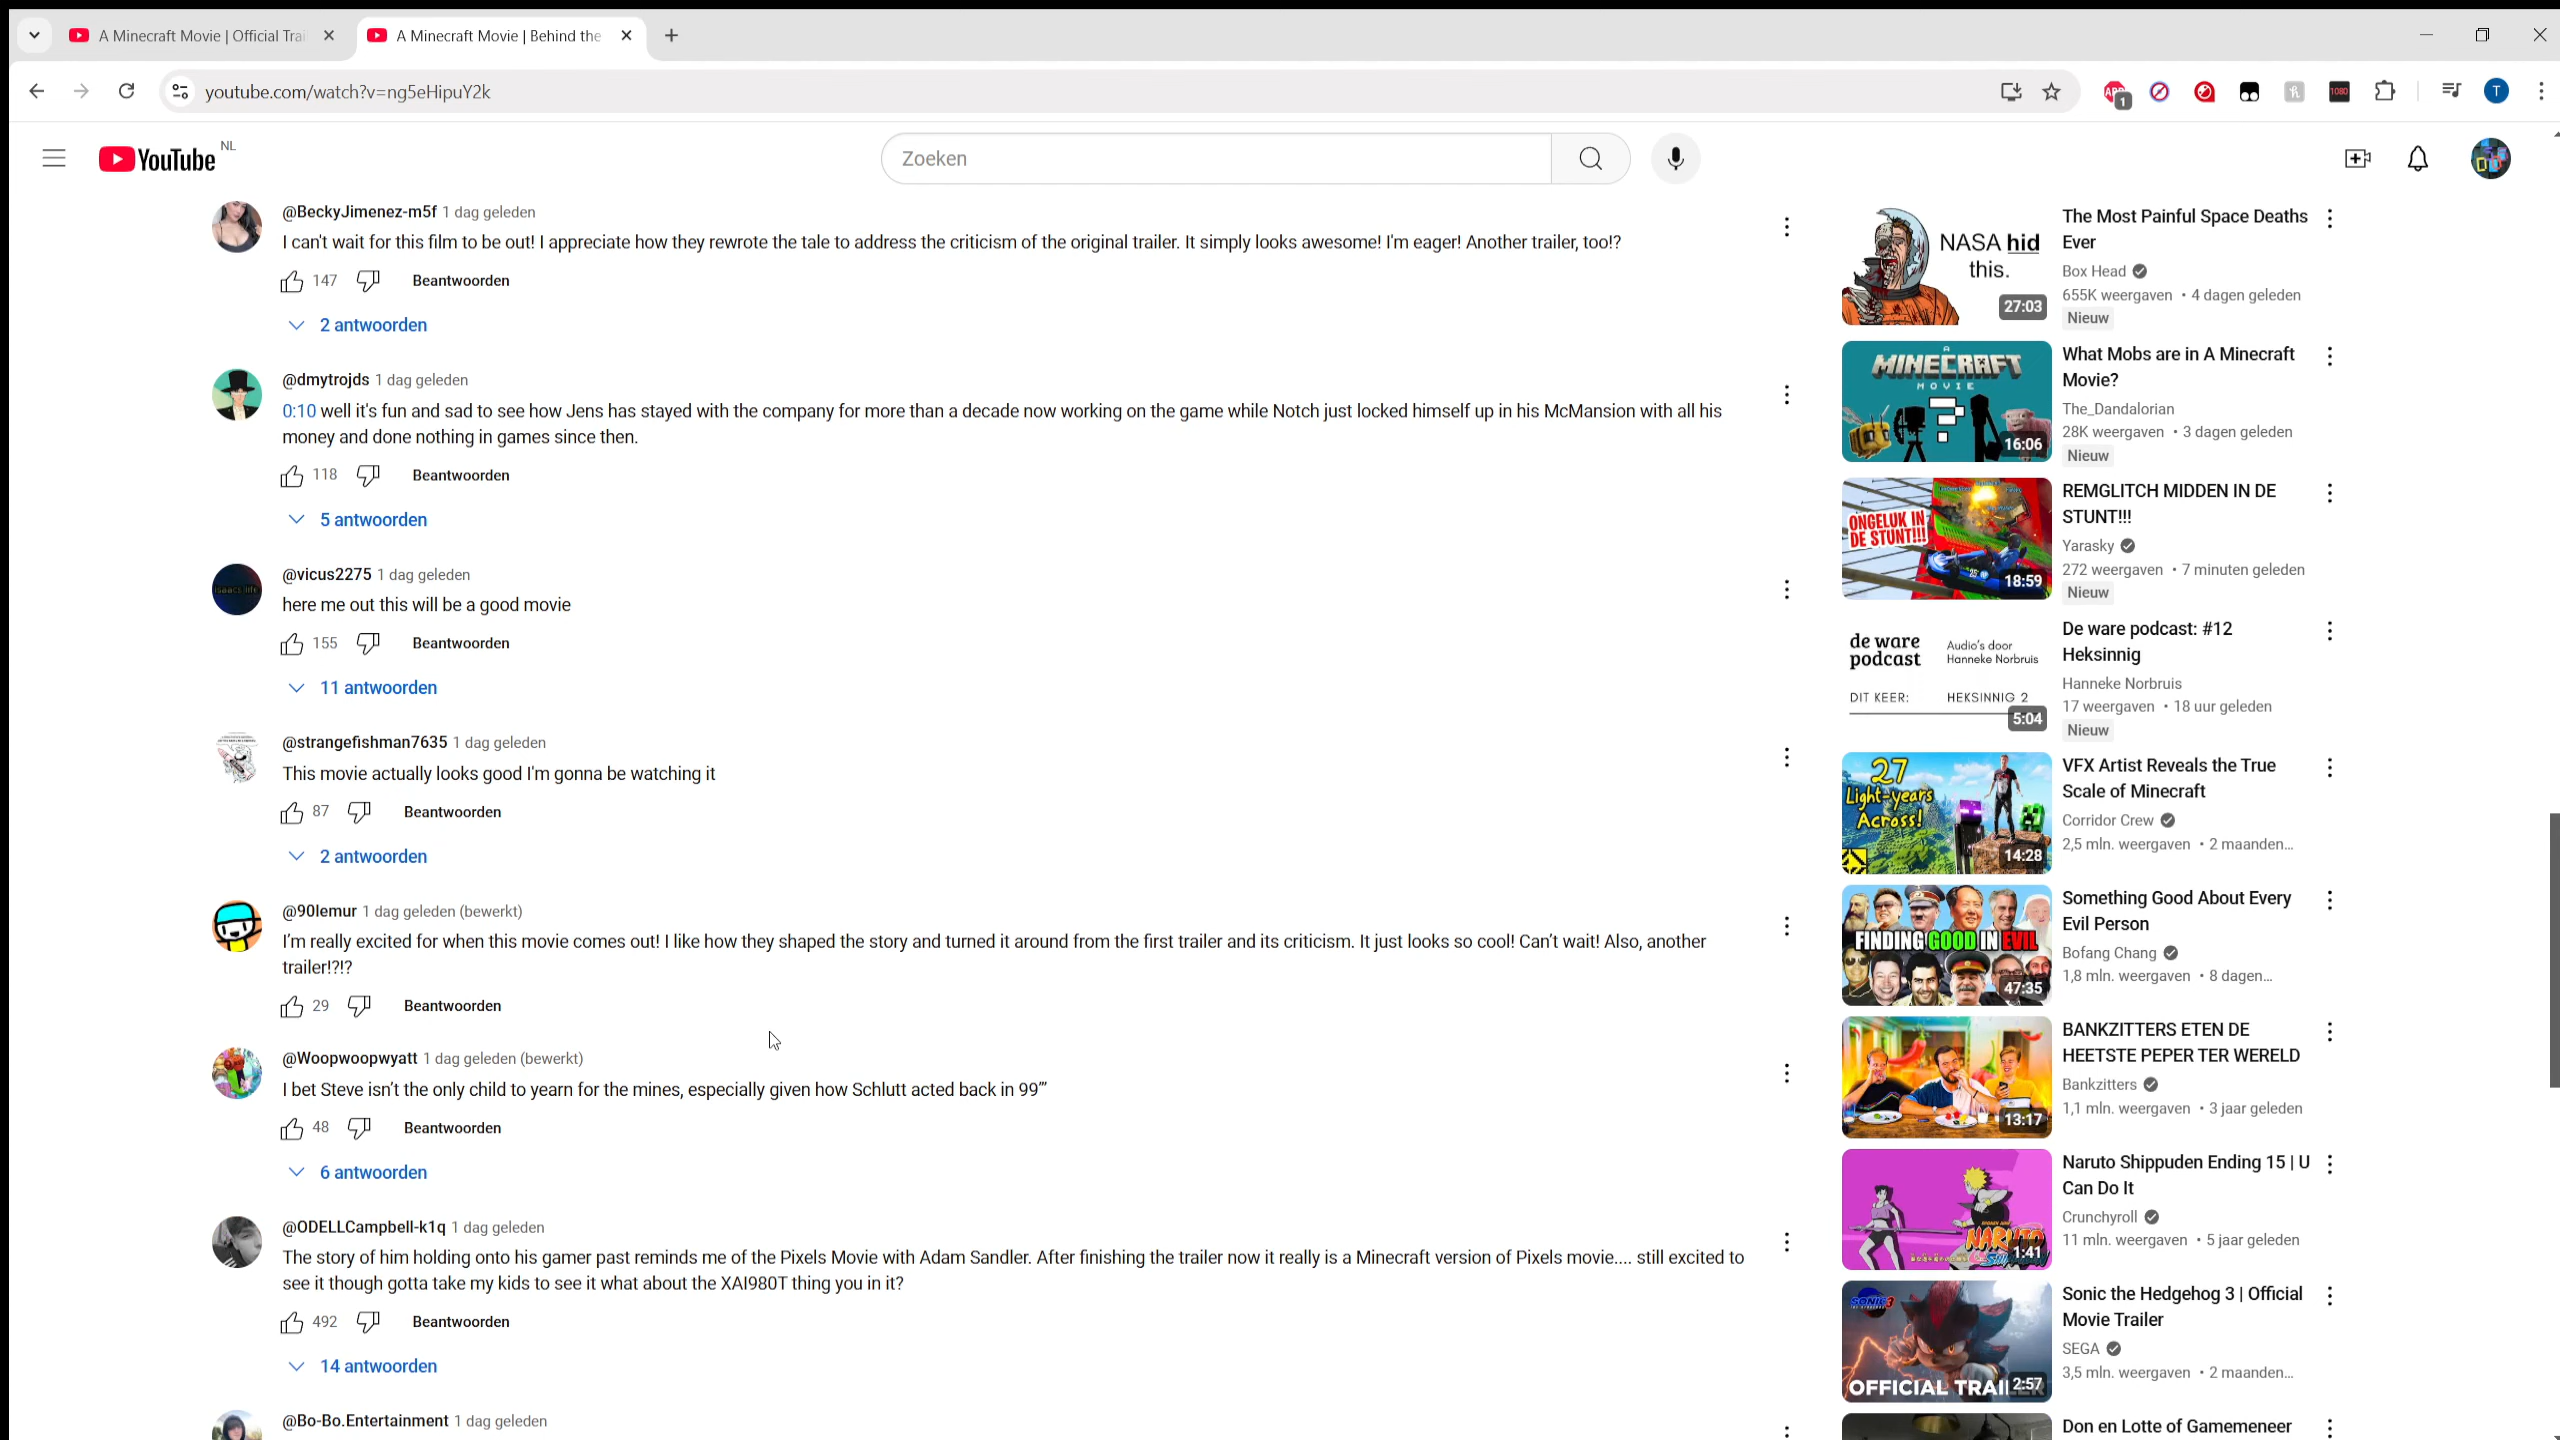 A Minecraft Movie | Official Trai
A Minecraft Movie | Behind the
youtube.com/watch?v=ng5eHipuY2k
ABP
1
1080
T
YouTube
NL
Zoeken
@BeckyJimenez-m5f 1 dag geleden
I can't wait for this film to be out! I appreciate how they rewrote the tale to address the criticism of the original trailer. It simply looks awesome! I'm eager! Another trailer, too!?
147 Beantwoorden
2 antwoorden
@dmytrojds 1 dag geleden
0:10 well it's fun and sad to see how Jens has stayed with the company for more than a decade now working on the game while Notch just locked himself up in his McMansion with all his
money and done nothing in games since then.
118 Beantwoorden
5 antwoorden
@vicus2275 1 dag geleden
here me out this will be a good movie
155 Beantwoorden
11 antwoorden
@strangefishman7635 1 dag geleden
This movie actually looks good I'm gonna be watching it
87 Beantwoorden
2 antwoorden
@90lemur 1 dag geleden (bewerkt)
I'm really excited for when this movie comes out! I like how they shaped the story and turned it around from the first trailer and its criticism. It just looks so cool! Can't wait! Also, another
trailer!?!?
29 Beantwoorden
@Woopwoopwyatt 1 dag geleden (bewerkt)
I bet Steve isn't the only child to yearn for the mines, especially given how Schlutt acted back in 99'”
48 Beantwoorden
6 antwoorden
@ODELLCampbell-k1q 1 dag geleden
The story of him holding onto his gamer past reminds me of the Pixels Movie with Adam Sandler. After finishing the trailer now it really is a Minecraft version of Pixels movie.... still excited to
see it though gotta take my kids to see it what about the XAI980T thing you in it?
492 Beantwoorden
14 antwoorden
@Bo-Bo.Entertainment 1 dag geleden
NASA hid
this.
27:03
The Most Painful Space Deaths
Ever
Box Head
655K weergaven • 4 dagen geleden
Nieuw
A
MINECRAFT
MOVIE
16:06
What Mobs are in A Minecraft
Movie?
The_Dandalorian
28K weergaven • 3 dagen geleden
Nieuw
ONGELUK IN
DE STUNT!!!
18:59
REMGLITCH MIDDEN IN DE
STUNT!!!
Yarasky
272 weergaven • 7 minuten geleden
Nieuw
de ware
podcast
Audio's door
Hanneke Norbruis
DIT KEER: HEKSINNIG 2
5:04
De ware podcast: #12
Heksinnig
Hanneke Norbruis
17 weergaven • 18 uur geleden
Nieuw
27
Light-years
Across!
14:28
VFX Artist Reveals the True
Scale of Minecraft
Corridor Crew
2,5 mln. weergaven • 2 maanden...
FINDING GOOD IN EVIL
47:35
Something Good About Every
Evil Person
Bofang Chang
1,8 mln. weergaven • 8 dagen...
13:17
BANKZITTERS ETEN DE
HEETSTE PEPER TER WERELD
Bankzitters
1,1 mln. weergaven • 3 jaar geleden
NARUTO
1:41
Naruto Shippuden Ending 15 | U
Can Do It
Crunchyroll
11 mln. weergaven • 5 jaar geleden
SONIC 3
OFFICIAL TRAILER
2:57
Sonic the Hedgehog 3 | Official
Movie Trailer
SEGA
3,5 mln. weergaven • 2 maanden...
Don en Lotte of Gamemeneer